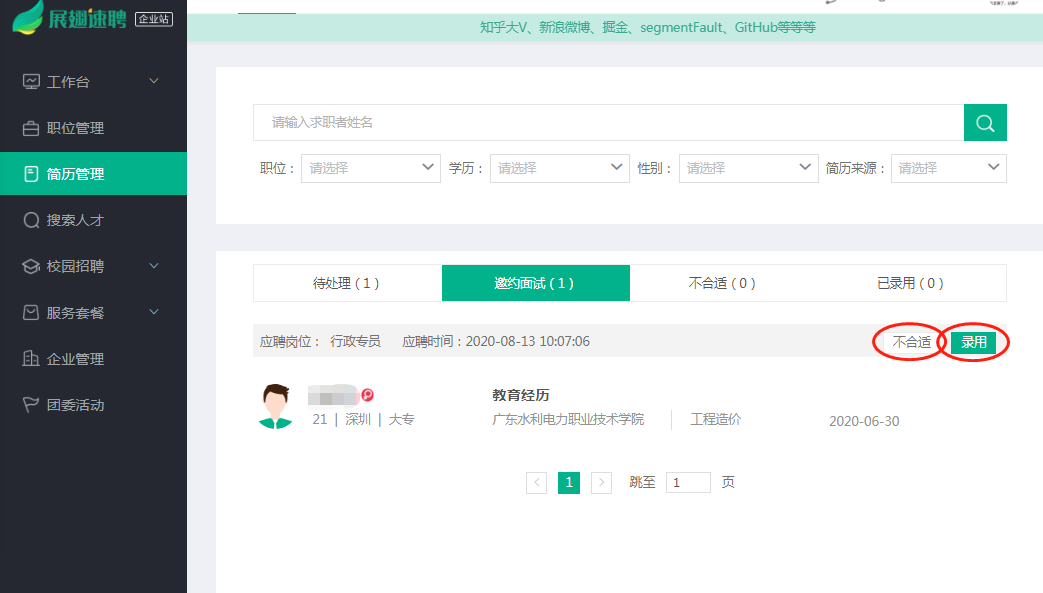 展翅速聘 企业站
知乎大V、新浪微博、掘金、segmentFault、GitHub等等等
工作台
职位管理
简历管理
搜索人才
校园招聘
服务套餐
企业管理
团委活动
请输入求职者姓名
职位： 请选择 学历： 请选择 性别： 请选择 简历来源： 请选择
待处理 ( 1 ) 邀约面试 ( 1 ) 不合适 ( 0 ) 已录用 ( 0 )
应聘岗位： 行政专员 应聘时间：2020-08-13 10:07:06 不合适 录用
教育经历
21 | 深圳 | 大专 广东水利电力职业技术学院 工程造价 2020-06-30
< 1 > 跳至 1 页